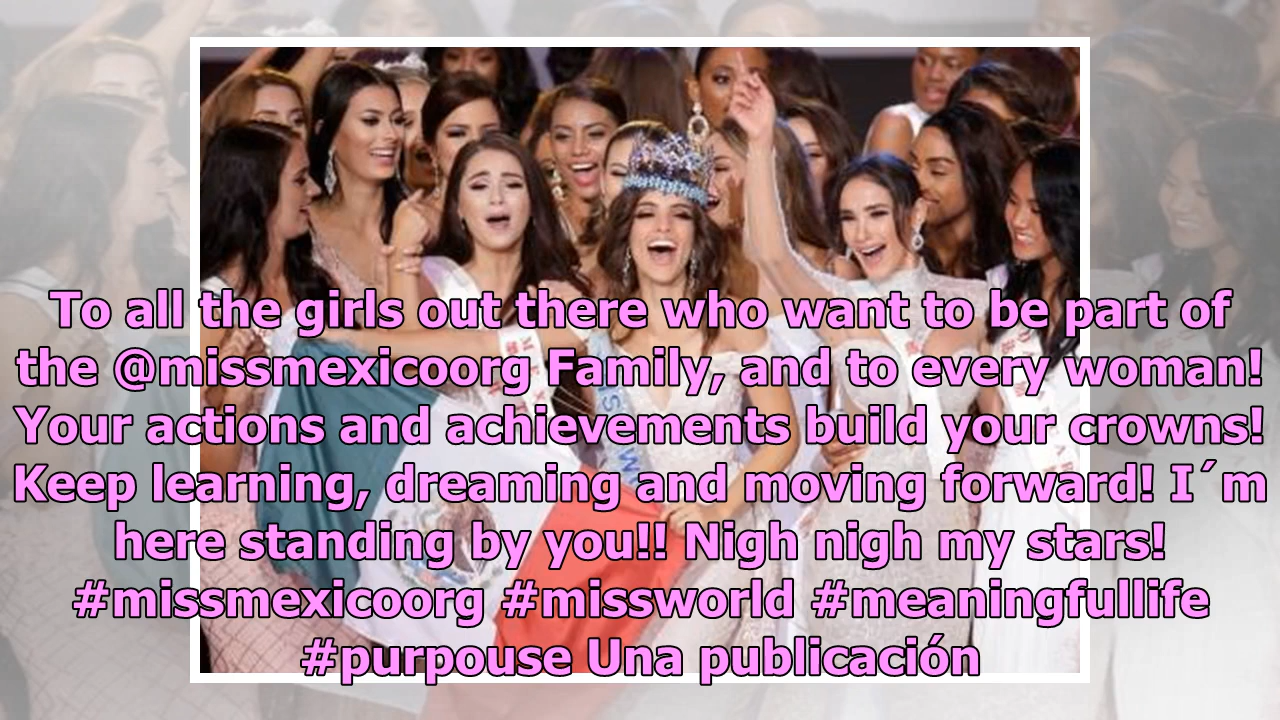 To all the girls out there who want to be part of
the @missmexicoorg Family, and to every woman!
Your actions and achievements build your crowns!
Keep learning, dreaming and moving forward! I´m
here standing by you!! Nigh nigh my stars!
#missmexicoorg #missworld #meaningfullife
#purpouse Una publicación